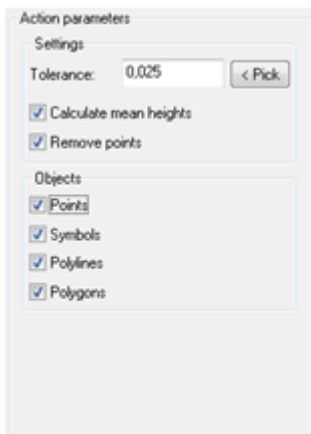 Action parameters
Settings
Tolerance: 0,025 < Pick
Calculate mean heights
Remove points
Objects
Points
Symbols
Polylines
Polygons